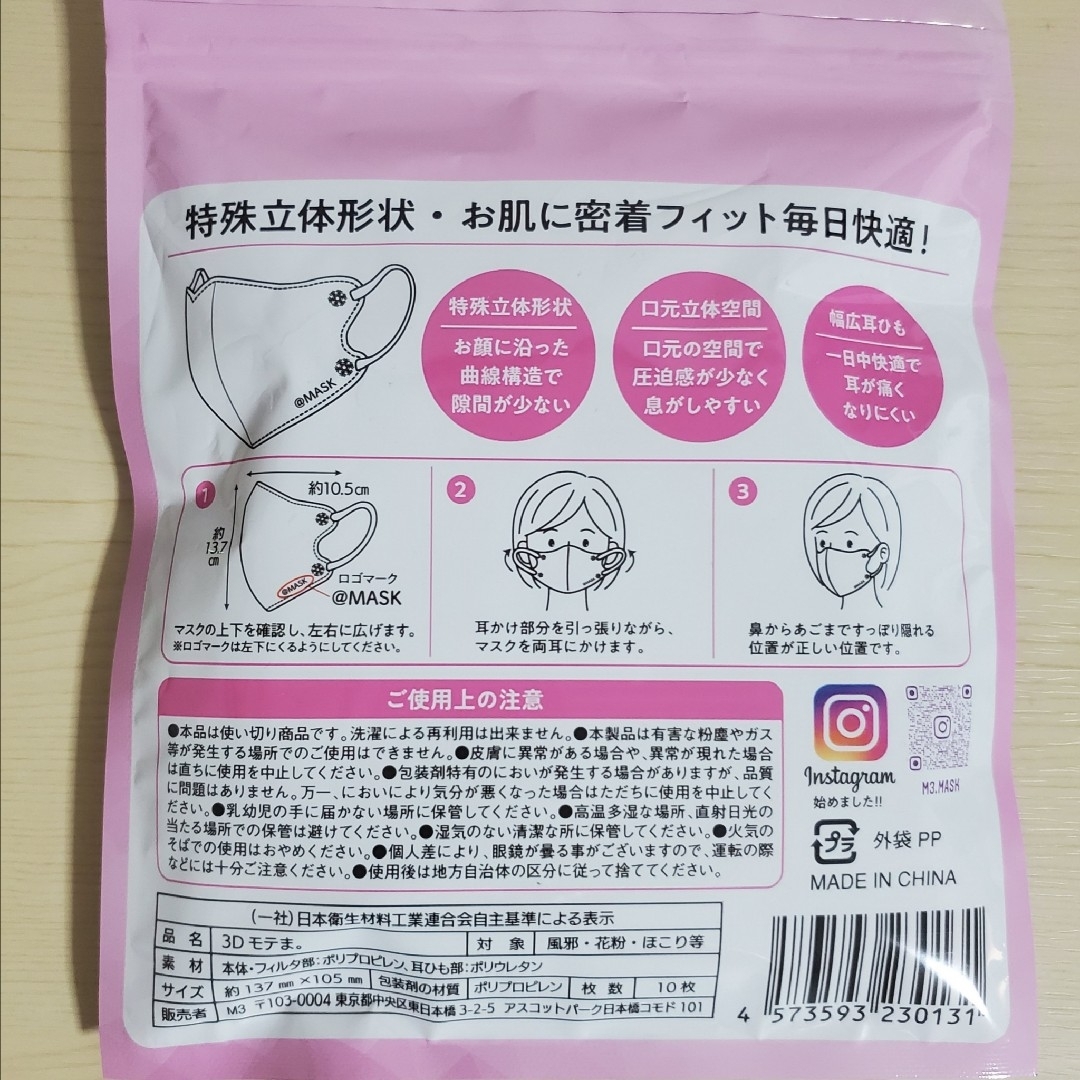 特殊立体形状・お肌に密着フィット毎日快適!
@MASK
特殊立体形状
お顔に沿った
曲線構造で
隙間が少ない
口元立体空間
口元の空間で
圧迫感が少なく
息がしやすい
幅広耳ひも
一日中快適で
耳が痛く
なりにくい
1
約10.5cm
約
13.7
cm
@MASK
ロゴマーク
@MASK
マスクの上下を確認し、左右に広げます。
※ロゴマークは左下にくるようにしてください。
2
耳かけ部分を引っ張りながら、
マスクを両耳にかけます。
3
鼻からあごまですっぽり隠れる
位置が正しい位置です。
ご使用上の注意
●本品は使い切り商品です。洗濯による再利用は出来ません。●本製品は有害な粉塵やガス
等が発生する場所でのご使用はできません。●皮膚に異常がある場合や、異常が現れた場合
は直ちに使用を中止してください。●包装剤特有のにおいが発生する場合がありますが、品質
に問題はありません。万一、においにより気分が悪くなった場合はただちに使用を中止してく
ださい。●乳幼児の手に届かない場所に保管してください。●高温多湿な場所、直射日光の
当たる場所での保管は避けてください。●湿気のない清潔な所に保管してください。●火気の
そばでの使用はおやめください。●個人差により、眼鏡が曇る事がございますので、運転の際
などには十分ご注意ください。●使用後は地方自治体の区分に従って捨ててください。
Instagram
始めました!!
M3.MASK
プラ
外袋 PP
MADE IN CHINA
(一社)日本衛生材料工業連合会自主基準による表示
品 名 3Dモテま。 対 象 風邪・花粉・ほこり等
素 材 本体・フィルタ部:ポリプロピレン、耳ひも部:ポリウレタン
サイズ 約137mm×105mm 包装剤の材質 ポリプロピレン 枚 数 10枚
販売者 M3 〒103-0004 東京都中央区東日本橋3-2-5 アスコットパーク日本橋コモド101
4 573593 230131